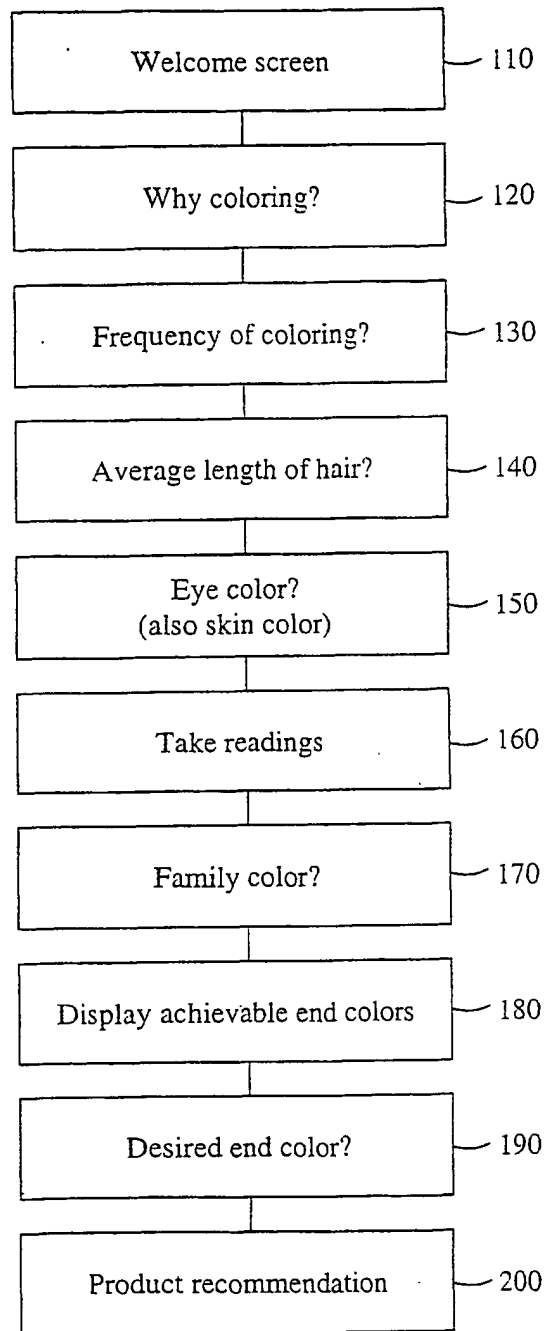 Welcome screen 110
Why coloring? 120
Frequency of coloring? 130
Average length of hair? 140
Eye color?
(also skin color) 150
Take readings 160
Family color? 170
Display achievable end colors 180
Desired end color? 190
Product recommendation 200